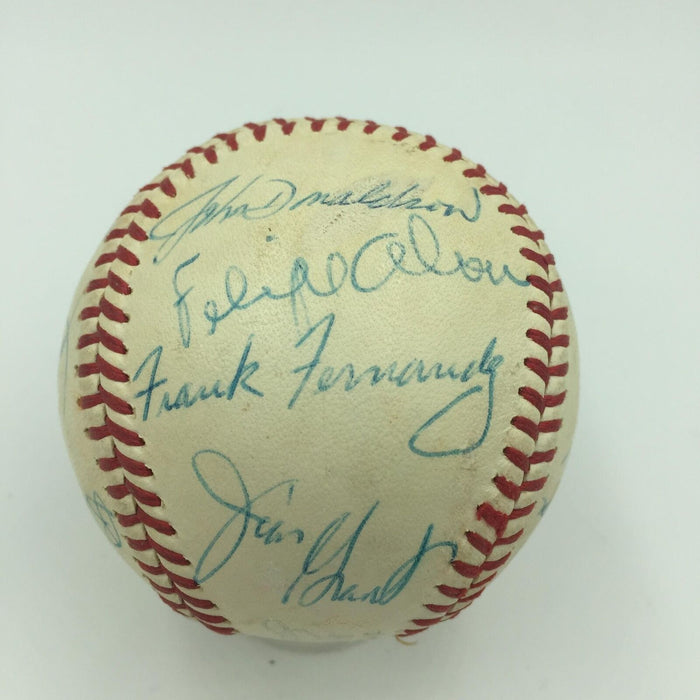 John Donaldson
Felipe Alou
Frank Fernandez
Jim Grant